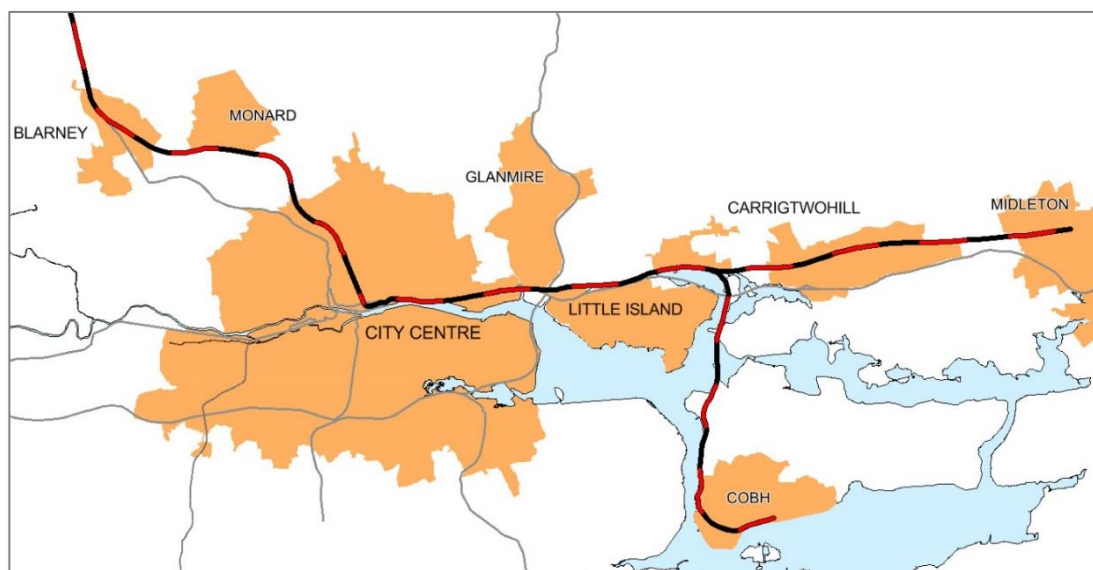 MONARD
BLARNEY
GLANMIRE
CARRIGTWOHILL
MIDLETON
LITTLE ISLAND
CITY CENTRE
COBH